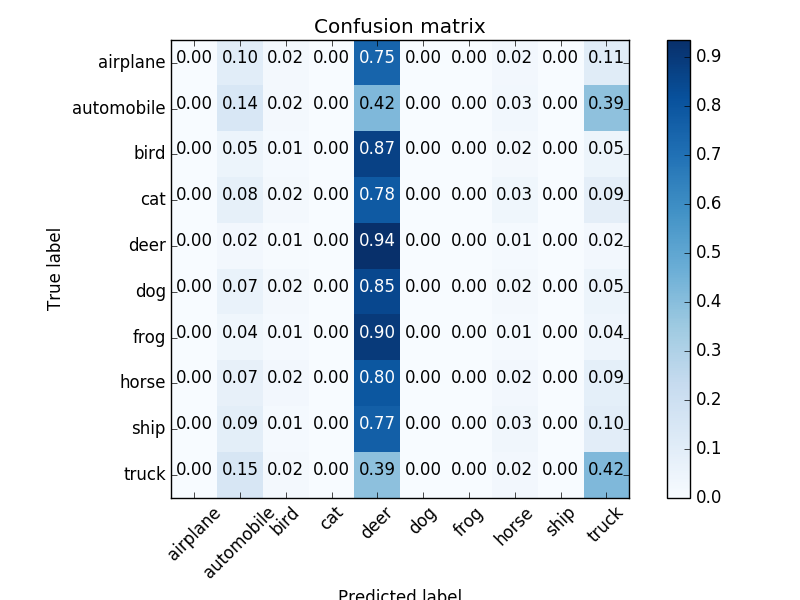 Confusion matrix
airplane 0.00 0.10 0.02 0.00 0.75 0.00 0.00 0.02 0.00 0.11
automobile 0.00 0.14 0.02 0.00 0.42 0.00 0.00 0.03 0.00 0.39
bird 0.00 0.05 0.01 0.00 0.87 0.00 0.00 0.02 0.00 0.05
cat 0.00 0.08 0.02 0.00 0.78 0.00 0.00 0.03 0.00 0.09
deer 0.00 0.02 0.01 0.00 0.94 0.00 0.00 0.01 0.00 0.02
dog 0.00 0.07 0.02 0.00 0.85 0.00 0.00 0.02 0.00 0.05
frog 0.00 0.04 0.01 0.00 0.90 0.00 0.00 0.01 0.00 0.04
horse 0.00 0.07 0.02 0.00 0.80 0.00 0.00 0.02 0.00 0.09
ship 0.00 0.09 0.01 0.00 0.77 0.00 0.00 0.03 0.00 0.10
truck 0.00 0.15 0.02 0.00 0.39 0.00 0.00 0.02 0.00 0.42
airplane automobile bird cat deer dog frog horse ship truck
True label
Predicted label
0.9
0.8
0.7
0.6
0.5
0.4
0.3
0.2
0.1
0.0